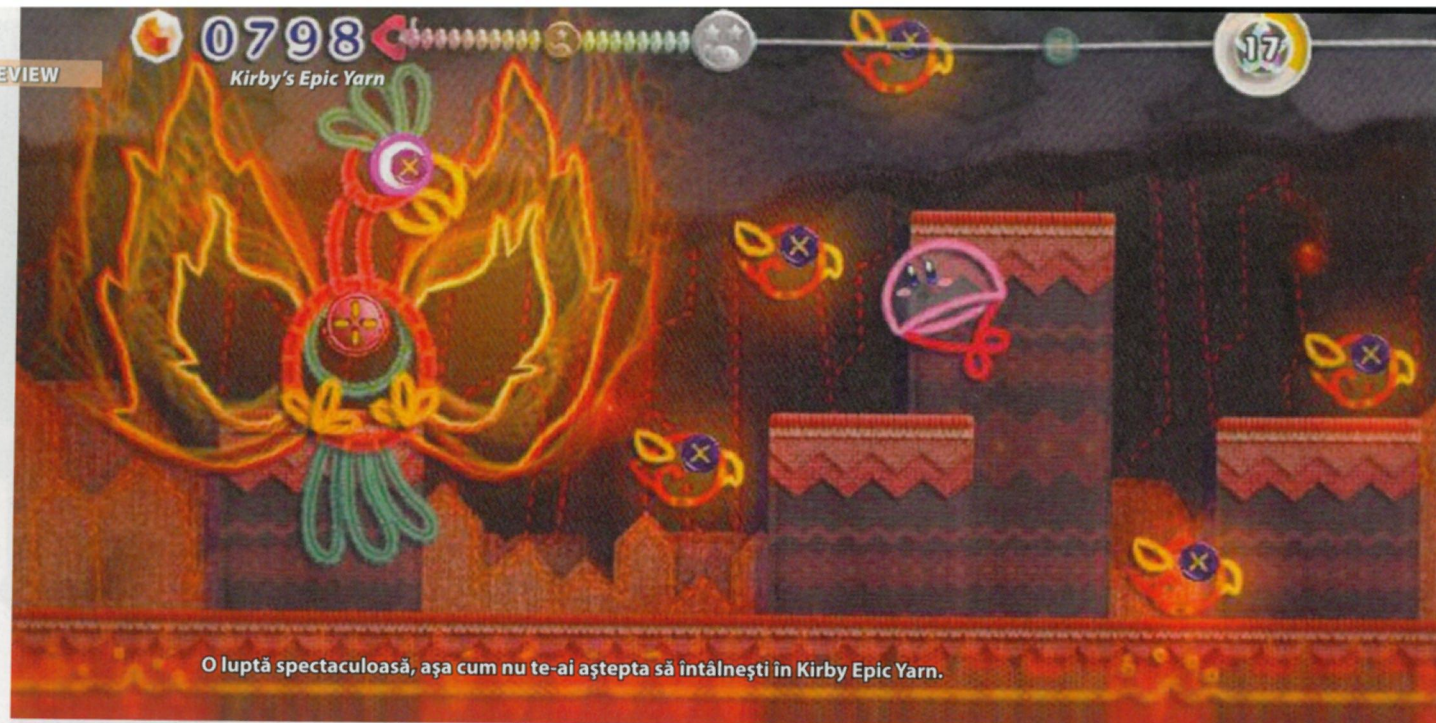 0798
17
EVIEW
Kirby's Epic Yarn
O luptă spectaculoasă, aşa cum nu te-ai aştepta să întâlneşti în Kirby Epic Yarn.